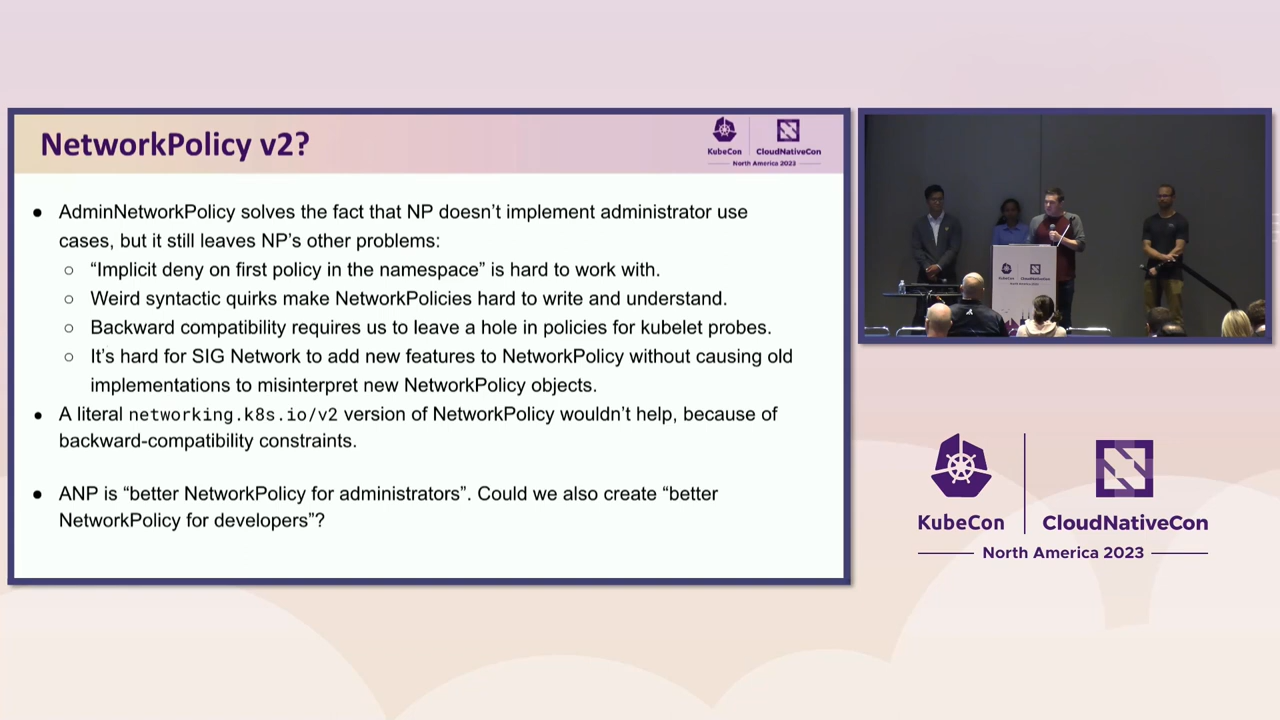 NetworkPolicy v2?
KubeCon
CloudNativeCon
North America 2023
● AdminNetworkPolicy solves the fact that NP doesn’t implement administrator use
cases, but it still leaves NP’s other problems:
○ “Implicit deny on first policy in the namespace” is hard to work with.
○ Weird syntactic quirks make NetworkPolicies hard to write and understand.
○ Backward compatibility requires us to leave a hole in policies for kubelet probes.
○ It’s hard for SIG Network to add new features to NetworkPolicy without causing old
implementations to misinterpret new NetworkPolicy objects.
● A literal networking.k8s.io/v2 version of NetworkPolicy wouldn’t help, because of
backward-compatibility constraints.
● ANP is “better NetworkPolicy for administrators”. Could we also create “better
NetworkPolicy for developers”?
KubeCon
CloudNativeCon
North America 2023